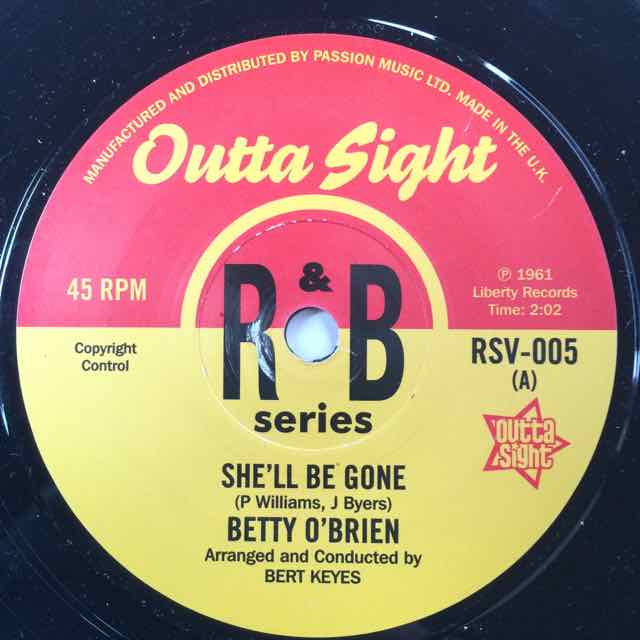 MANUFACTURED AND DISTRIBUTED BY PASSION MUSIC LTD. MADE IN THE U.K.
Outta Sight
45 RPM
℗ 1961
Liberty Records
Time: 2:02
R & B
series
Copyright
Control
RSV-005
(A)
outta
sight
SHE'LL BE GONE
(P Williams, J Byers)
BETTY O'BRIEN
Arranged and Conducted by
BERT KEYES